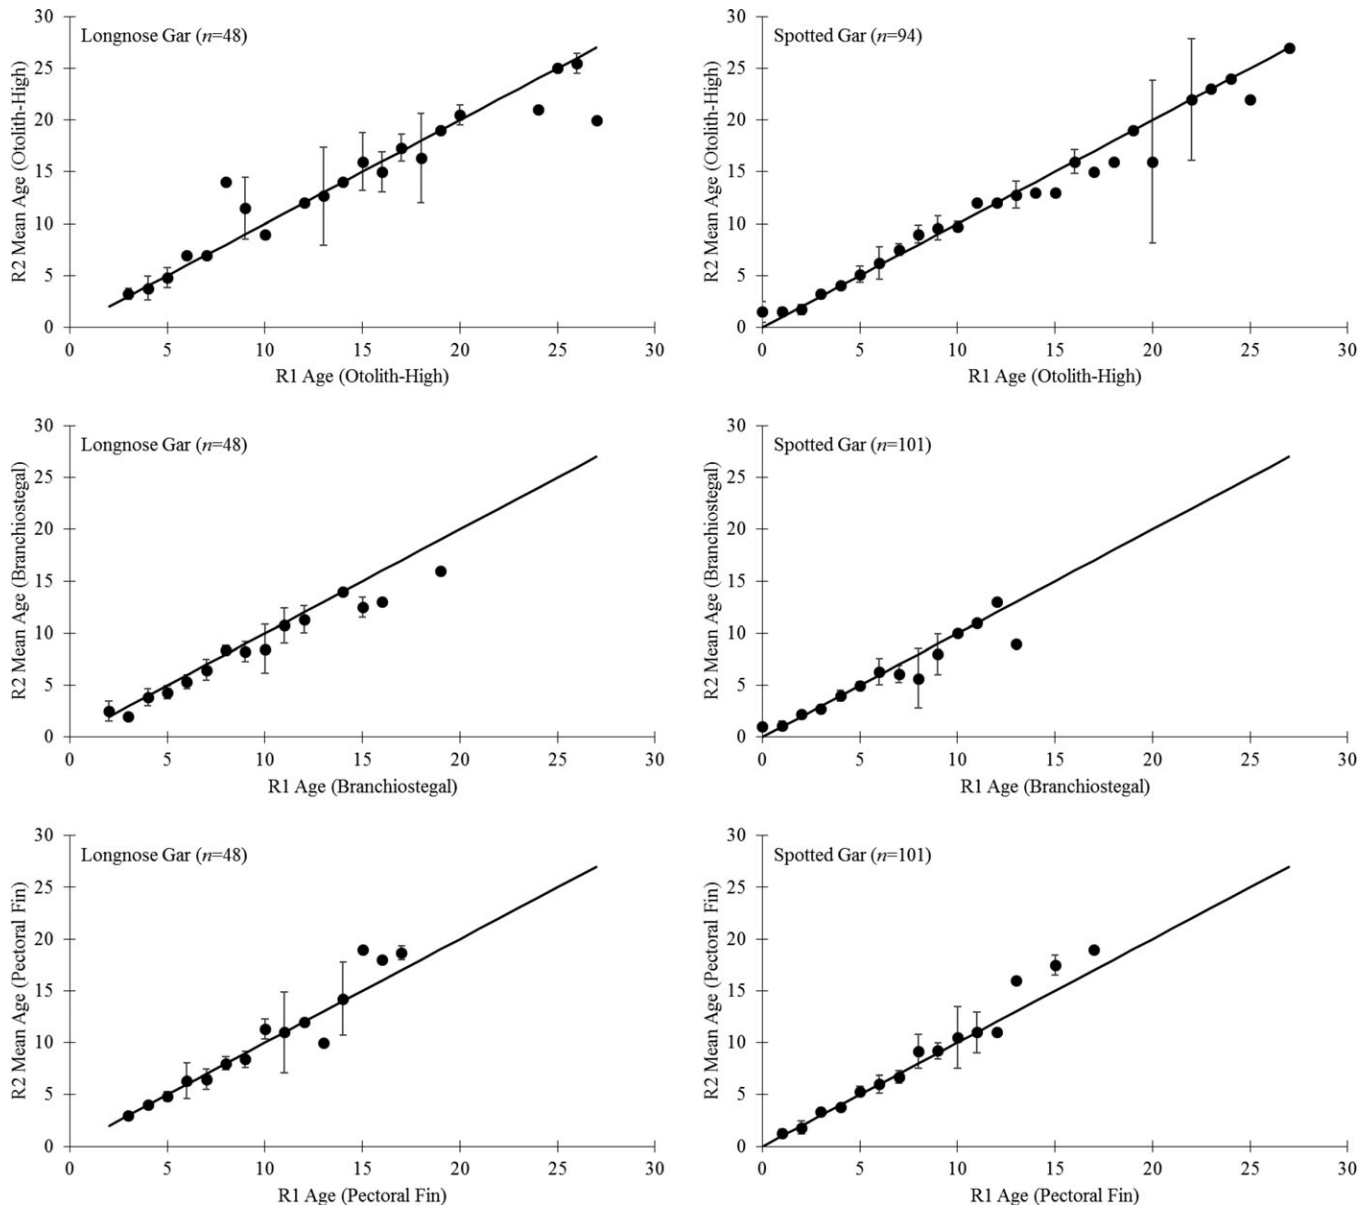 Longnose Gar (n=48)
R2 Mean Age (Otolith-High)
30
25
20
15
10
5
0
0 5 10 15 20 25 30
R1 Age (Otolith-High)
Spotted Gar (n=94)
R2 Mean Age (Otolith-High)
30
25
20
15
10
5
0
0 5 10 15 20 25 30
R1 Age (Otolith-High)
Longnose Gar (n=48)
R2 Mean Age (Branchiostegal)
30
25
20
15
10
5
0
0 5 10 15 20 25 30
R1 Age (Branchiostegal)
Spotted Gar (n=101)
R2 Mean Age (Branchiostegal)
30
25
20
15
10
5
0
0 5 10 15 20 25 30
R1 Age (Branchiostegal)
Longnose Gar (n=48)
R2 Mean Age (Pectoral Fin)
30
25
20
15
10
5
0
0 5 10 15 20 25 30
R1 Age (Pectoral Fin)
Spotted Gar (n=101)
R2 Mean Age (Pectoral Fin)
30
25
20
15
10
5
0
0 5 10 15 20 25 30
R1 Age (Pectoral Fin)